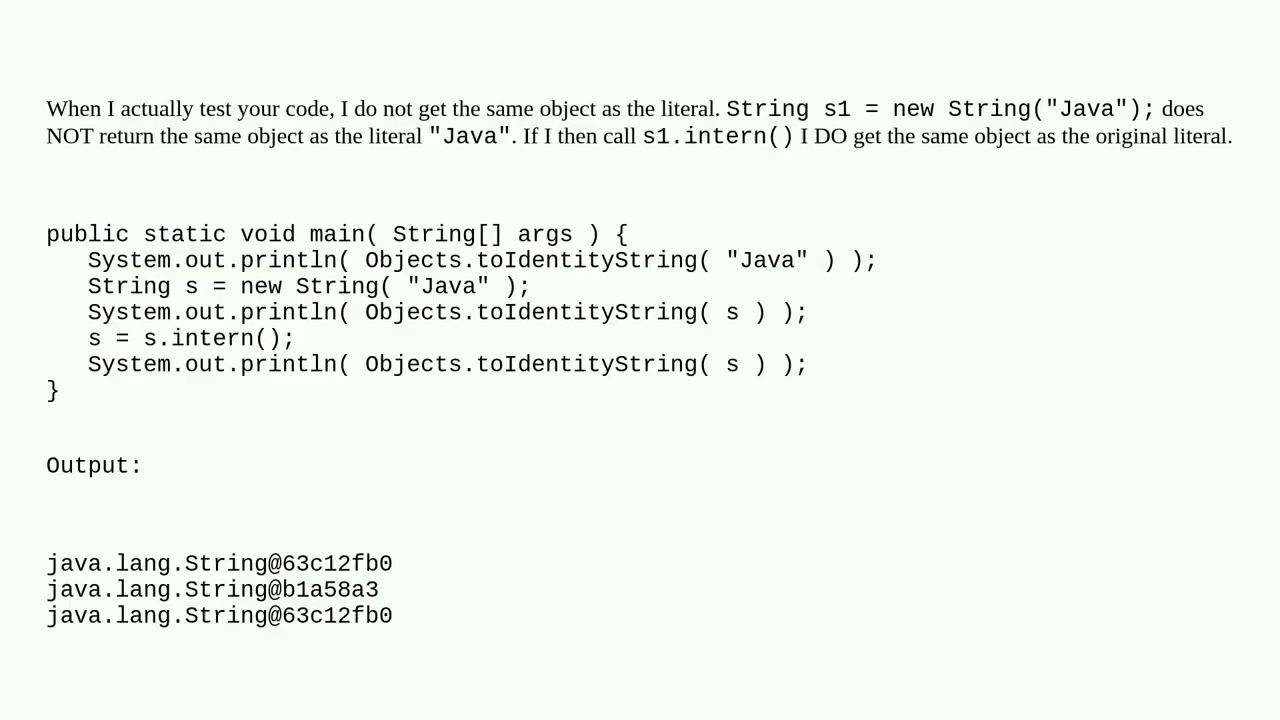 When I actually test your code, I do not get the same object as the literal. String s1 = new String("Java"); does
NOT return the same object as the literal "Java". If I then call s1.intern() I DO get the same object as the original literal.
public static void main( String[] args ) {
   System.out.println( Objects.toIdentityString( "Java" ) );
   String s = new String( "Java" );
   System.out.println( Objects.toIdentityString( s ) );
   s = s.intern();
   System.out.println( Objects.toIdentityString( s ) );
}
Output:
java.lang.String@63c12fb0
java.lang.String@b1a58a3
java.lang.String@63c12fb0